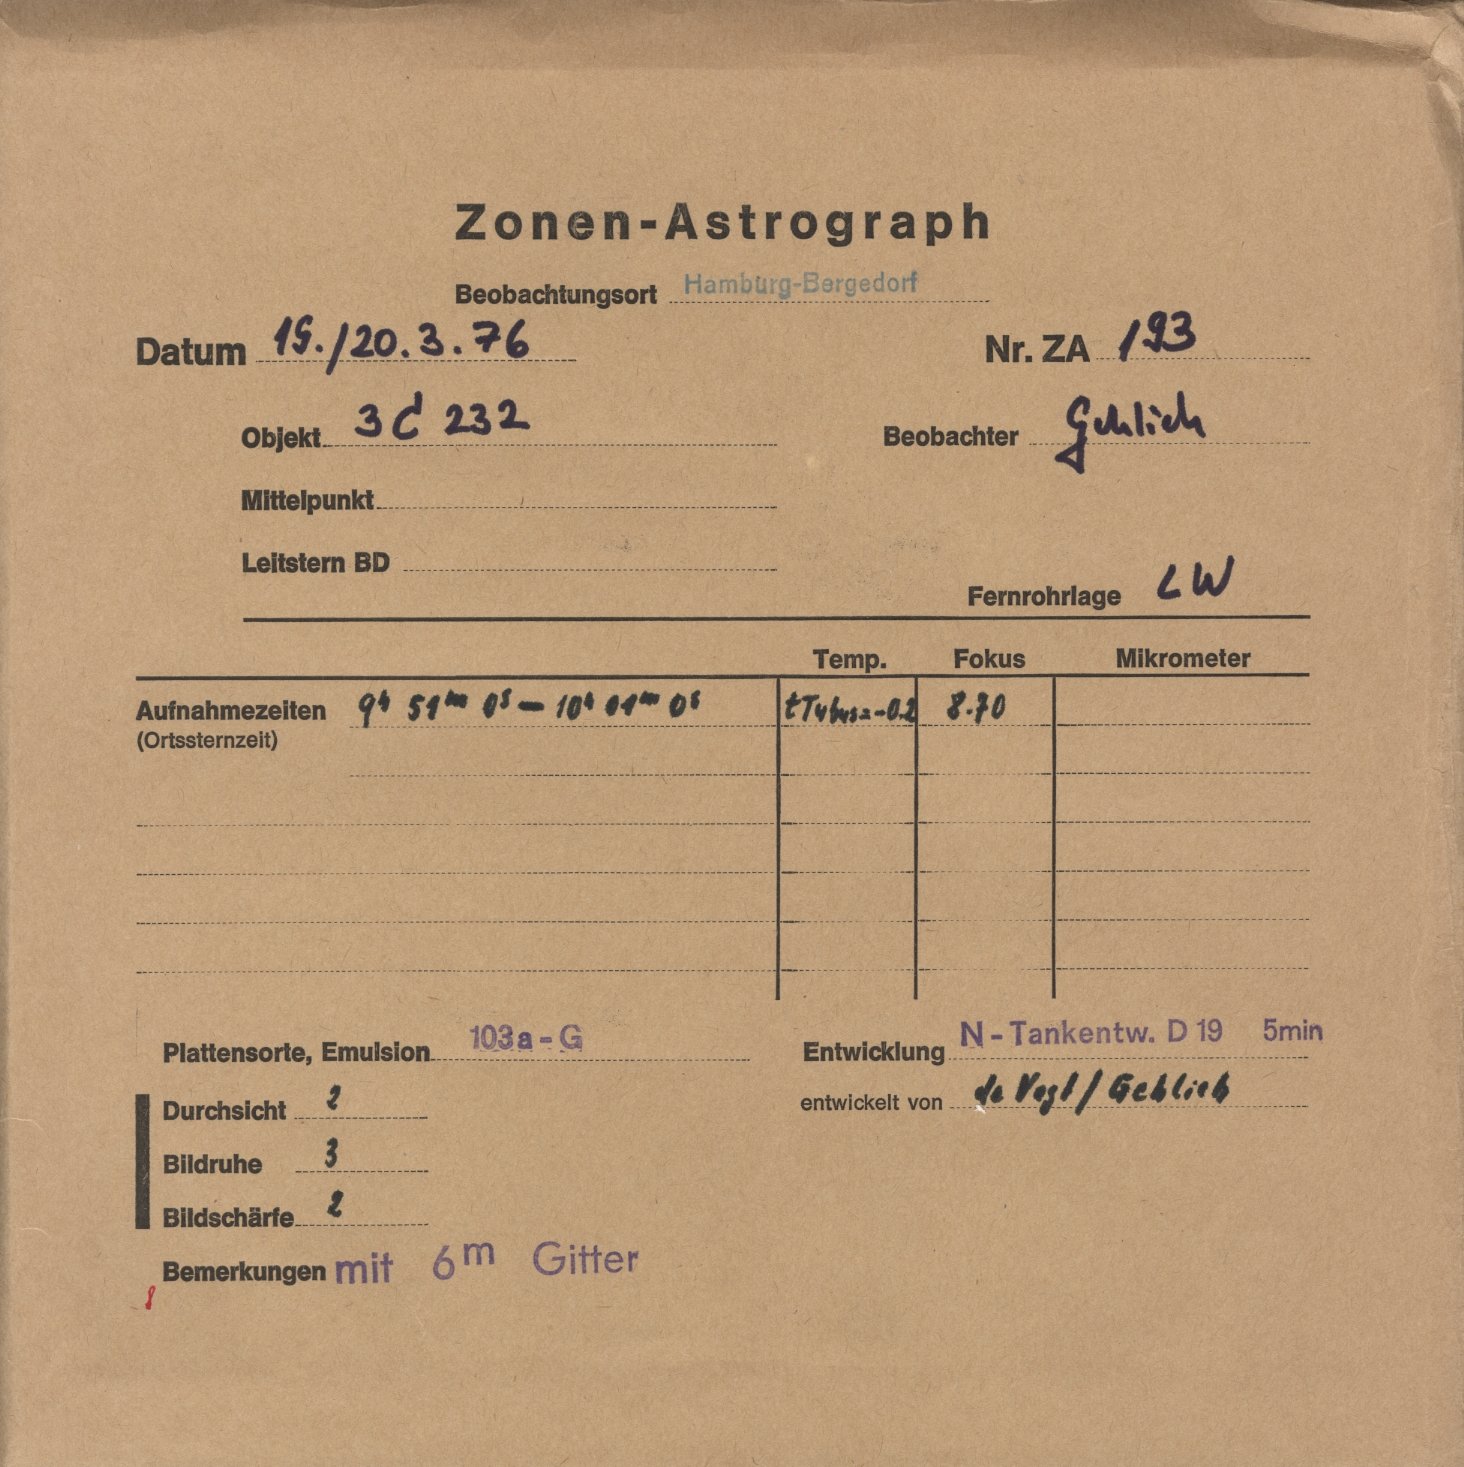 Zonen-Astrograph
Beobachtungsort Hamburg-Bergedorf
Datum 19./20.3.76 Nr. ZA 193
Objekt 3C 232 Beobachter Gehlich
Mittelpunkt
Leitstern BD
Fernrohrlage LW
Temp. Fokus Mikrometer
Aufnahmezeiten 9h 51m 0s — 10h 01m 0s tTubus=-0.2 8.70
(Ortssternzeit)
Plattensorte, Emulsion 103a-G Entwicklung N-Tankentw. D 19 5min
Durchsicht 2 entwickelt von de Vegt/Gehlich
Bildruhe 3
Bildschärfe 2
Bemerkungen mit 6m Gitter